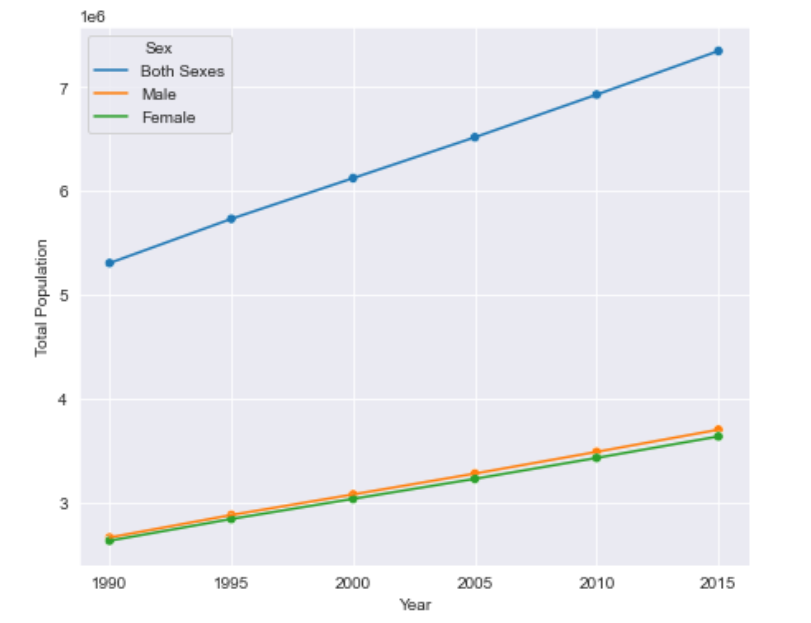 1e6
Sex
Both Sexes
Male
Female
7
6
5
4
3
Total Population
1990 1995 2000 2005 2010 2015
Year